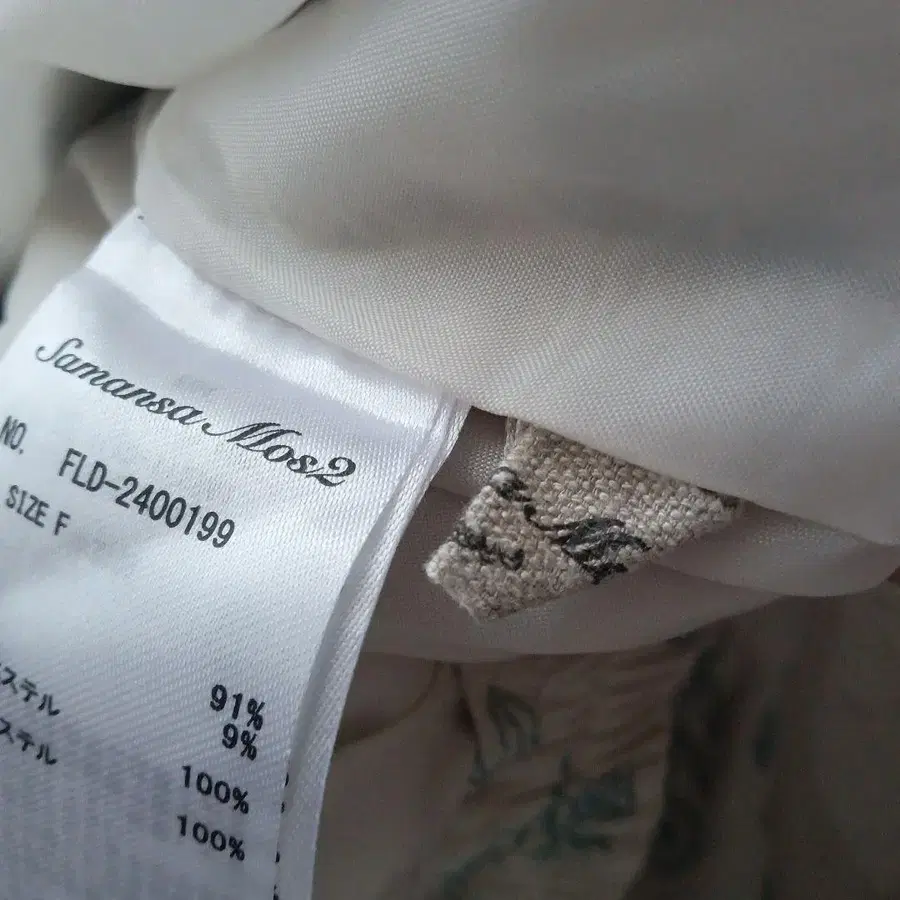 Samansa Mos2
NO. FLD-2400199
SIZE F
ステル 91%
9%
ステル 100%
100%